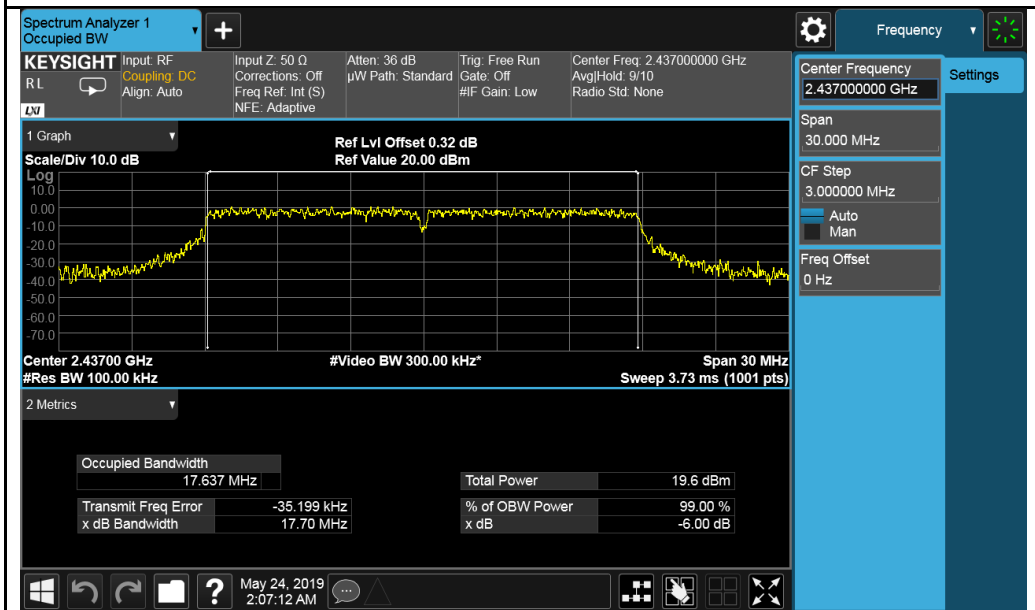 Spectrum Analyzer 1
Occupied BW
+
Frequency
KEYSIGHT
R L
LXI
Input: RF
Coupling: DC
Align: Auto
Input Z: 50 Ω
Corrections: Off
Freq Ref: Int (S)
NFE: Adaptive
Atten: 36 dB
µW Path: Standard
Trig: Free Run
Gate: Off
#IF Gain: Low
Center Freq: 2.437000000 GHz
Avg|Hold: 9/10
Radio Std: None
Center Frequency
2.437000000 GHz
Settings
Span
30.000 MHz
CF Step
3.000000 MHz
Auto
Man
Freq Offset
0 Hz
1 Graph
Scale/Div 10.0 dB
Ref Lvl Offset 0.32 dB
Ref Value 20.00 dBm
Log
10.0
0.00
-10.0
-20.0
-30.0
-40.0
-50.0
-60.0
-70.0
Center 2.43700 GHz
#Video BW 300.00 kHz*
Span 30 MHz
#Res BW 100.00 kHz
Sweep 3.73 ms (1001 pts)
2 Metrics
Occupied Bandwidth
17.637 MHz
Total Power 19.6 dBm
Transmit Freq Error -35.199 kHz
% of OBW Power 99.00 %
x dB Bandwidth 17.70 MHz
x dB -6.00 dB
?
May 24, 2019
2:07:12 AM